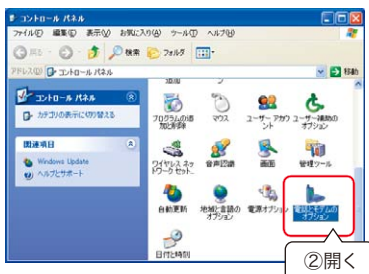 コントロール パネル
ファイル(F) 編集(E) 表示(V) お気に入り(A) ツール(T) ヘルプ(H)
戻る 検索 フォルダ
アドレス(D) コントロール パネル 移動
コントロール パネル
カテゴリの表示に切り替える
関連項目
Windows Update
ヘルプとサポート
追加
プログラムの追加と削除
マウス
ユーザー アカウント
ユーザー補助のオプション
ワイヤレス ネットワーク セット...
音声認識
画面
管理ツール
自動更新
地域と言語のオプション
電源オプション
電話とモデムのオプション
日付と時刻
②開く